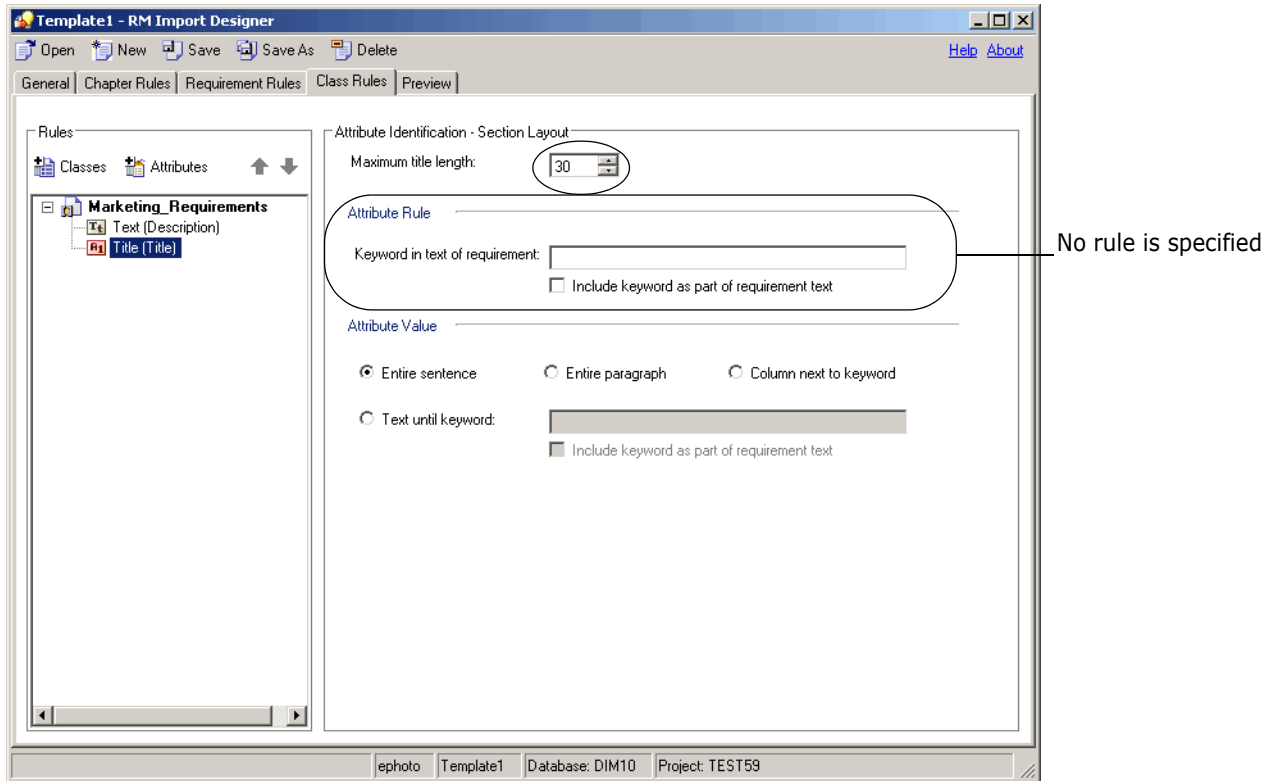 Template1 - RM Import Designer
Open New Save Save As Delete Help About
General Chapter Rules Requirement Rules Class Rules Preview
Rules
Classes Attributes
Marketing_Requirements
Text (Description)
Title (Title)
Attribute Identification - Section Layout
Maximum title length: 30
Attribute Rule
Keyword in text of requirement:
Include keyword as part of requirement text
No rule is specified
Attribute Value
Entire sentence Entire paragraph Column next to keyword
Text until keyword:
Include keyword as part of requirement text
ephoto Template1 Database: DIM10 Project: TEST59